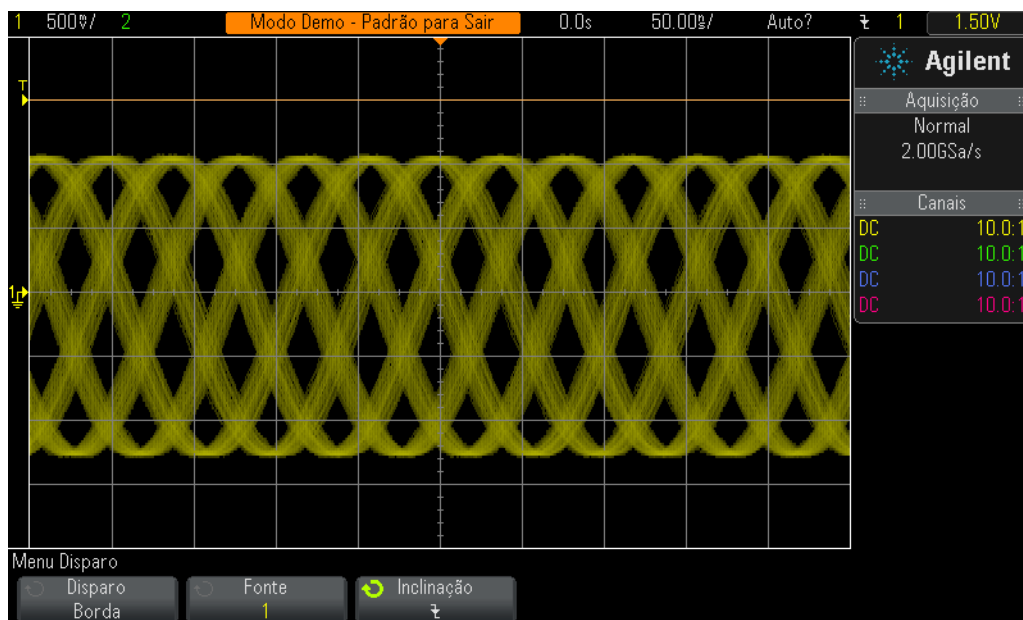 1 500V/ 2 Modo Demo - Padrão para Sair 0.0s 50.00s/ Auto? 1 1.50V
T
Agilent
Aquisição
Normal
2.00GSa/s
Canais
DC 10.0:1
DC 10.0:1
DC 10.0:1
DC 10.0:1
1
Menu Disparo
Disparo Fonte Inclinação
Borda 1